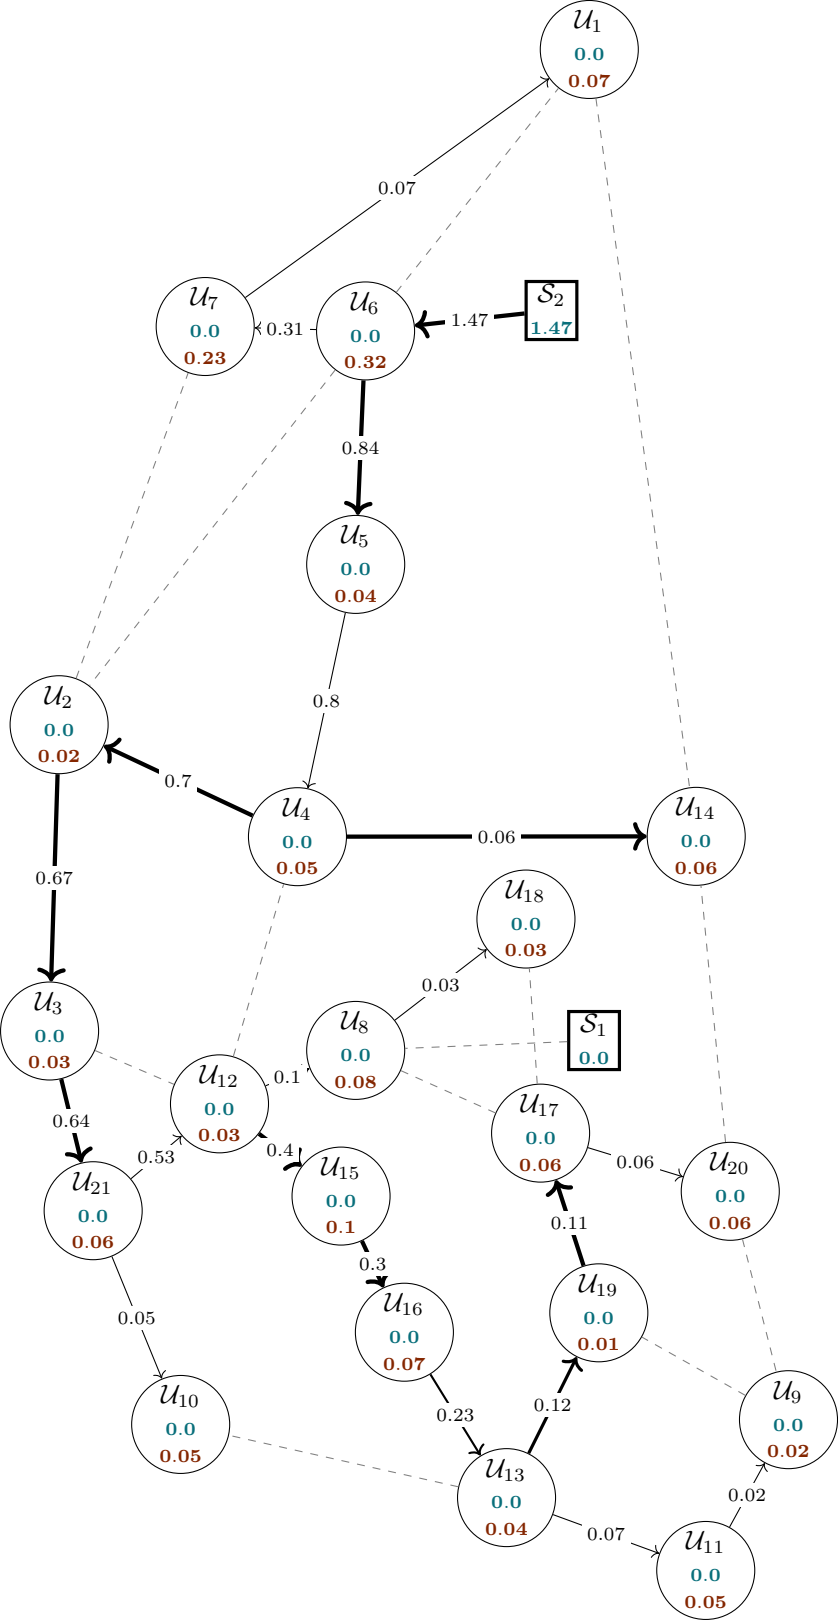 𝒰₁
0.0
0.07
0.07
𝒰₇
0.0
0.23
0.31
𝒰₆
0.0
0.32
1.47
𝒮₂
1.47
0.84
𝒰₅
0.0
0.04
0.8
𝒰₂
0.0
0.02
0.7
𝒰₄
0.0
0.05
0.06
𝒰₁₄
0.0
0.06
0.67
𝒰₁₈
0.0
0.03
0.03
𝒰₃
0.0
0.03
𝒰₈
0.0
0.08
𝒮₁
0.0
𝒰₁₂
0.0
0.03
0.1
𝒰₁₇
0.0
0.06
0.64
0.53
0.4
0.06
𝒰₂₁
0.0
0.06
𝒰₁₅
0.0
0.1
𝒰₂₀
0.0
0.06
0.11
0.3
0.05
𝒰₁₆
0.0
0.07
𝒰₁₉
0.0
0.01
𝒰₁₀
0.0
0.05
0.23
0.12
𝒰₉
0.0
0.02
𝒰₁₃
0.0
0.04
0.02
0.07
𝒰₁₁
0.0
0.05